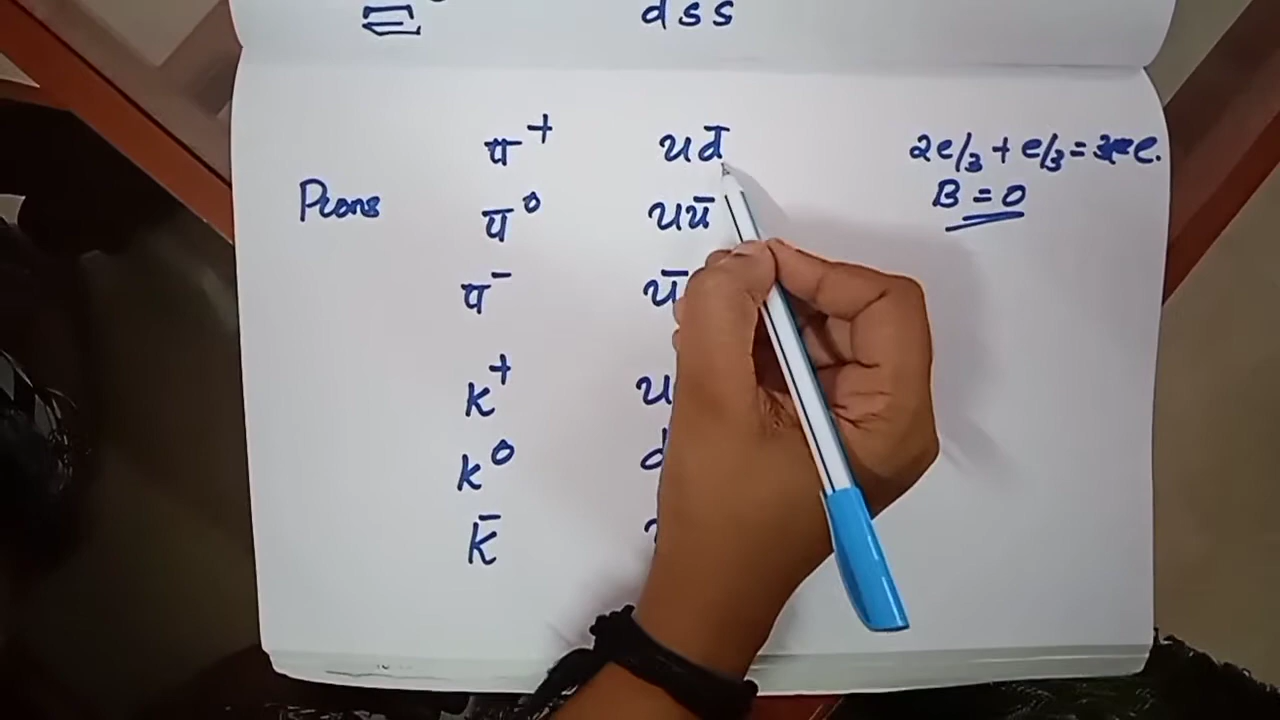 Ξ dss
π⁺ ud̄ 2e/3 + e/3 = e.
Pions π⁰ uū B = 0
π⁻ ū
K⁺ u
K⁰ d
K̄